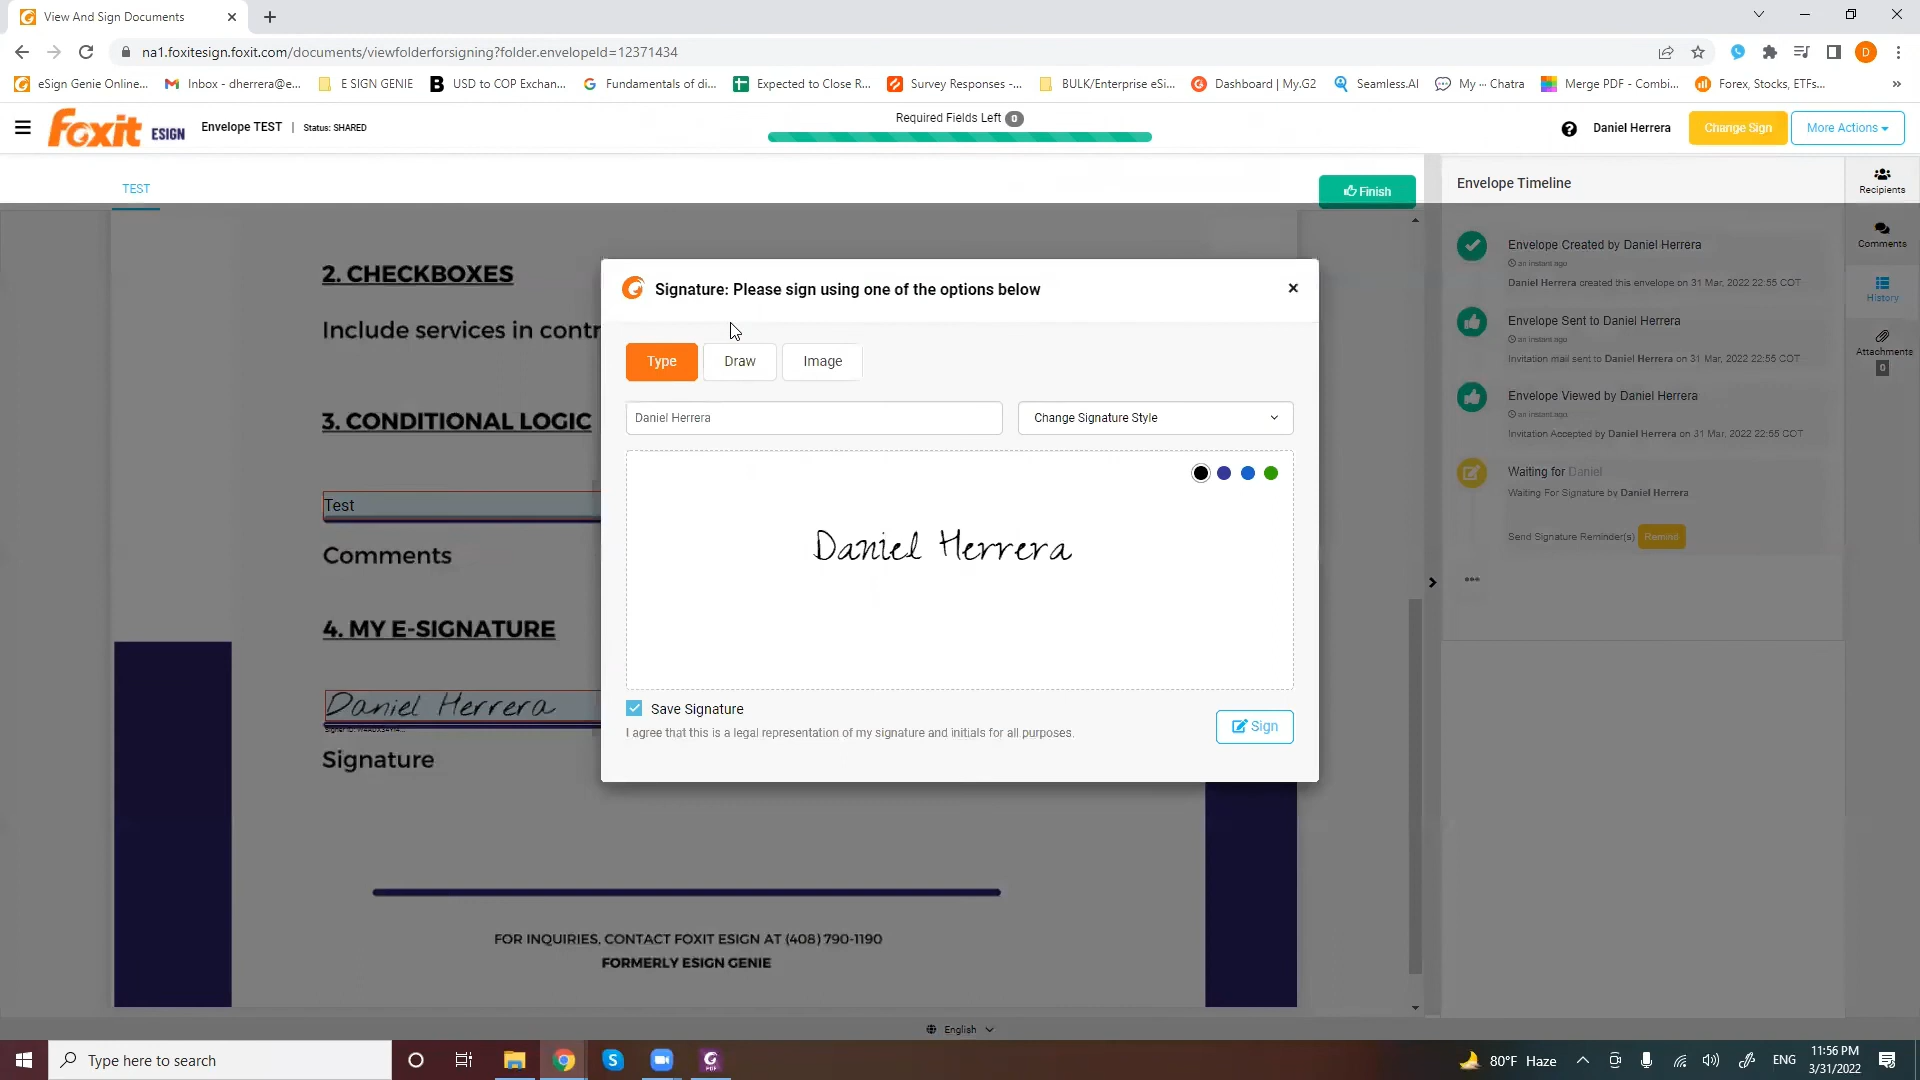 View And Sign Documents
na1.foxitesign.foxit.com/documents/viewfolderforsigning?folder.envelopeId=12371434
D
eSign Genie Online...
Inbox - dherrera@e...
E SIGN GENIE
USD to COP Exchan...
Fundamentals of di...
Expected to Close R...
Survey Responses -...
BULK/Enterprise eSi...
Dashboard | My.G2
Seamless.AI
My ··· Chatra
Merge PDF - Combi...
Forex, Stocks, ETFs...
foxit ESIGN
Envelope TEST | Status: SHARED
Required Fields Left 0
Daniel Herrera
Change Sign
More Actions
TEST
Finish
Envelope Timeline
Recipients
Comments
History
Attachments
0
2. CHECKBOXES
Include services in contr
3. CONDITIONAL LOGIC
Test
Comments
4. MY E-SIGNATURE
Daniel Herrera
Signature
Signature: Please sign using one of the options below
Type
Draw
Image
Daniel Herrera
Change Signature Style
Daniel Herrera
Save Signature
I agree that this is a legal representation of my signature and initials for all purposes.
Sign
Envelope Created by Daniel Herrera
an instant ago
Daniel Herrera created this envelope on 31 Mar, 2022 22:55 COT
Envelope Sent to Daniel Herrera
an instant ago
Invitation mail sent to Daniel Herrera on 31 Mar, 2022 22:55 COT
Envelope Viewed by Daniel Herrera
an instant ago
Invitation Accepted by Daniel Herrera on 31 Mar, 2022 22:55 COT
Waiting for Daniel
Waiting For Signature by Daniel Herrera
Send Signature Reminder(s) Remind
FOR INQUIRIES, CONTACT FOXIT ESIGN AT (408) 790-1190
FORMERLY ESIGN GENIE
English
Type here to search
80°F Haze
ENG
11:56 PM
3/31/2022